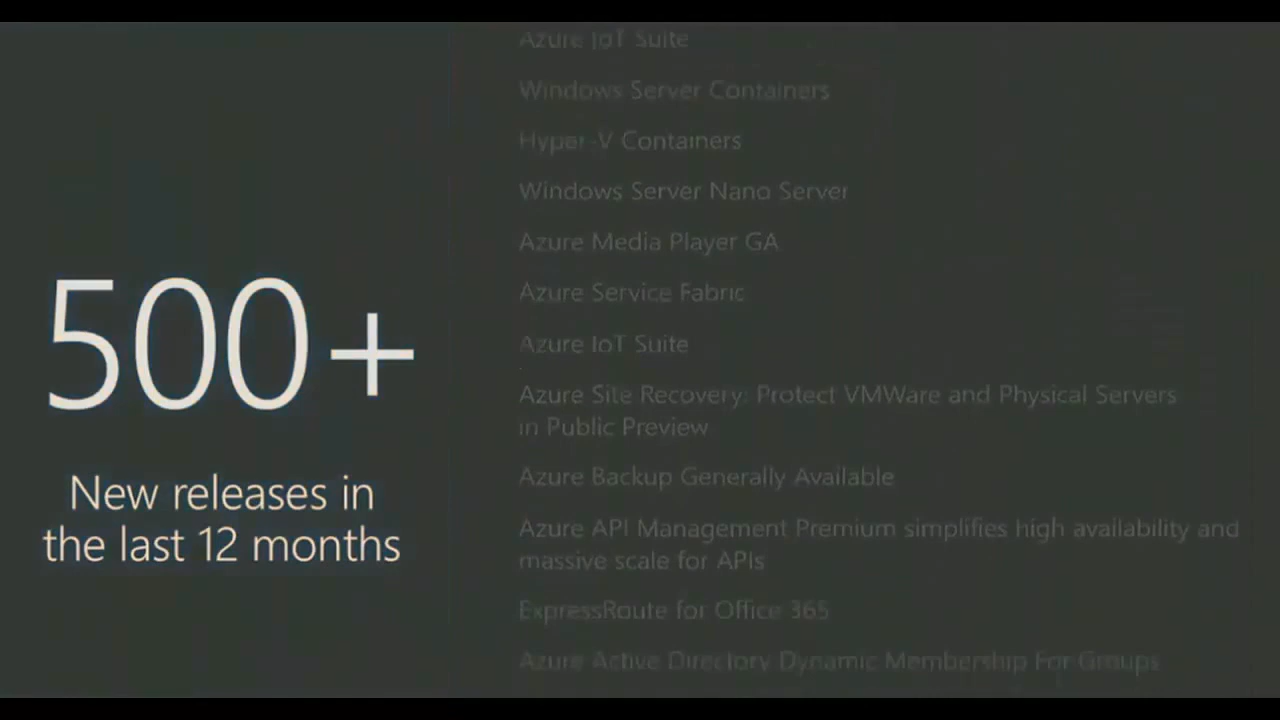 500+
New releases in
the last 12 months
Azure IoT Suite
Windows Server Containers
Hyper-V Containers
Windows Server Nano Server
Azure Media Player GA
Azure Service Fabric
Azure IoT Suite
Azure Site Recovery: Protect VMWare and Physical Servers
in Public Preview
Azure Backup Generally Available
Azure API Management Premium simplifies high availability and
massive scale for APIs
ExpressRoute for Office 365
Azure Active Directory Dynamic Membership For Groups